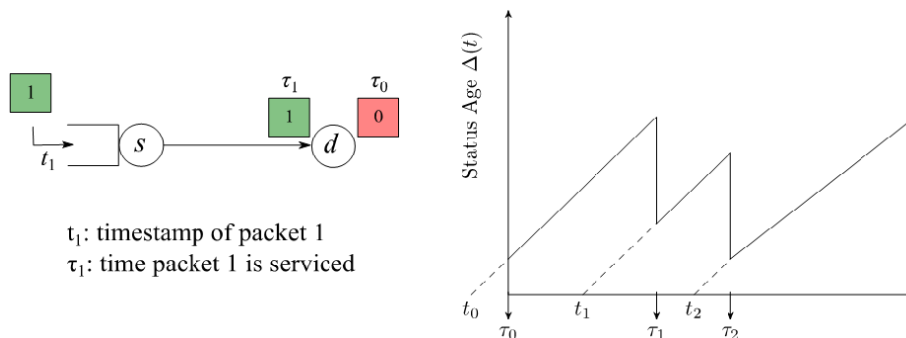 1
t₁
s
τ₁
1
τ₀
0
d
t₁: timestamp of packet 1
τ₁: time packet 1 is serviced
Status Age Δ(t)
t₀
t₁
t₂
τ₀
τ₁
τ₂